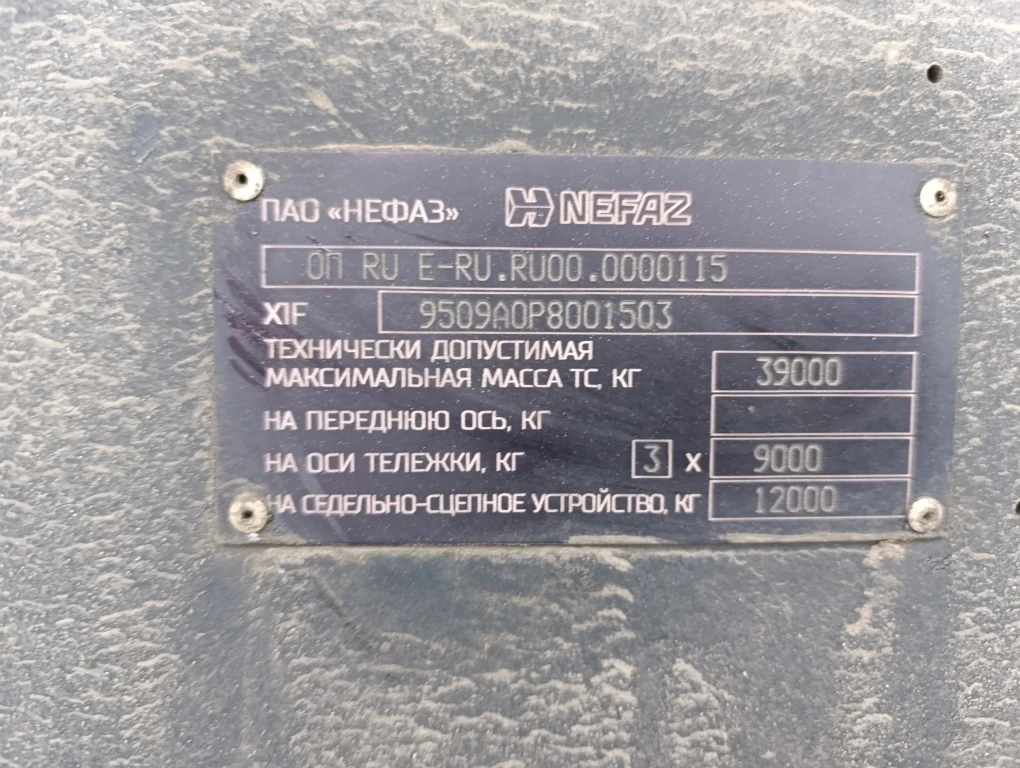 ПАО «НЕФАЗ» NEFAZ
ОП RU E-RU.RU00.0000115
X1F 9509A0P8001503
ТЕХНИЧЕСКИ ДОПУСТИМАЯ
МАКСИМАЛЬНАЯ МАССА ТС, КГ 39000
НА ПЕРЕДНЮЮ ОСЬ, КГ
НА ОСИ ТЕЛЕЖКИ, КГ 3 x 9000
НА СЕДЕЛЬНО-СЦЕПНОЕ УСТРОЙСТВО, КГ 12000